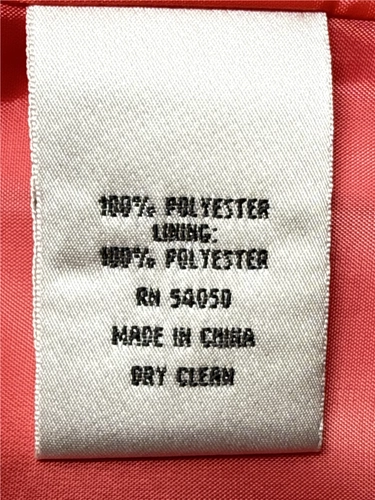 100% POLYESTER
LINING:
100% POLYESTER
RN 54050
MADE IN CHINA
DRY CLEAN